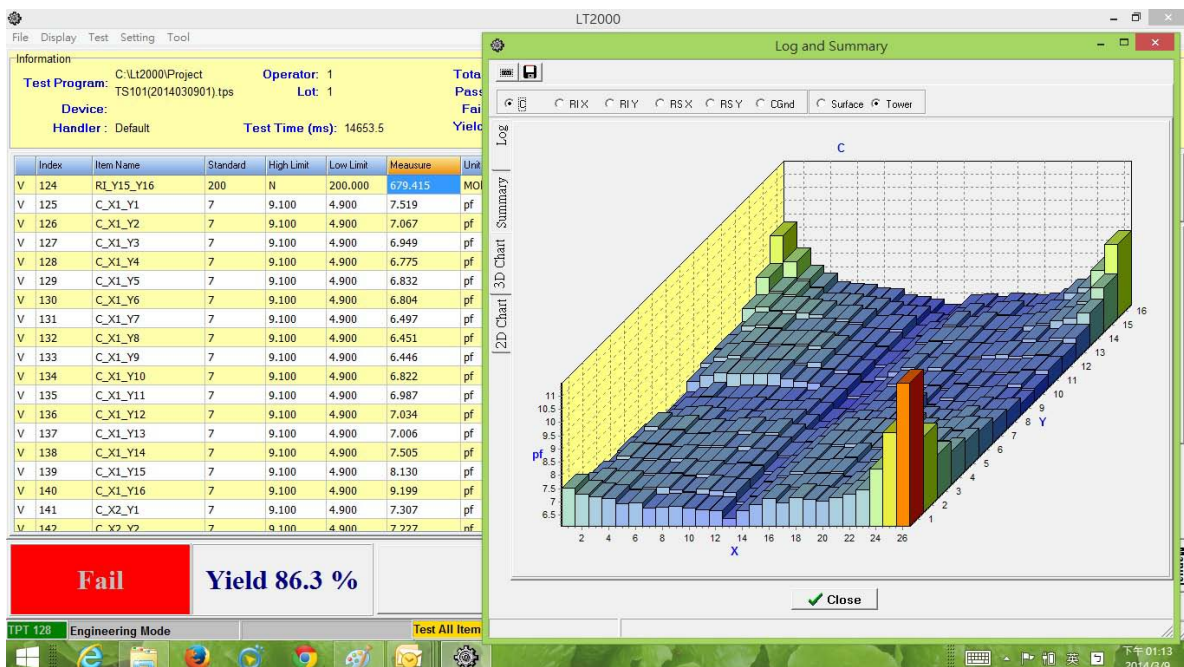 LT2000
File Display Test Setting Tool
Information
Test Program: C:\Lt2000\Project TS101(2014030901).tps
Operator: 1
Lot: 1
Device:
Handler : Default
Test Time (ms): 14653.5
Tota
Pass
Fai
Yield
Index Item Name Standard High Limit Low Limit Meausure Unit
V 124 RI_Y15_Y16 200 N 200.000 679.415 MO
V 125 C_X1_Y1 7 9.100 4.900 7.519 pf
V 126 C_X1_Y2 7 9.100 4.900 7.067 pf
V 127 C_X1_Y3 7 9.100 4.900 6.949 pf
V 128 C_X1_Y4 7 9.100 4.900 6.775 pf
V 129 C_X1_Y5 7 9.100 4.900 6.832 pf
V 130 C_X1_Y6 7 9.100 4.900 6.804 pf
V 131 C_X1_Y7 7 9.100 4.900 6.497 pf
V 132 C_X1_Y8 7 9.100 4.900 6.451 pf
V 133 C_X1_Y9 7 9.100 4.900 6.446 pf
V 134 C_X1_Y10 7 9.100 4.900 6.822 pf
V 135 C_X1_Y11 7 9.100 4.900 6.987 pf
V 136 C_X1_Y12 7 9.100 4.900 7.034 pf
V 137 C_X1_Y13 7 9.100 4.900 7.006 pf
V 138 C_X1_Y14 7 9.100 4.900 7.505 pf
V 139 C_X1_Y15 7 9.100 4.900 8.130 pf
V 140 C_X1_Y16 7 9.100 4.900 9.199 pf
V 141 C_X2_Y1 7 9.100 4.900 7.307 pf
V 142 C_X2_Y2 7 9.100 4.900 7.227 pf
Fail
Yield 86.3 %
TPT 128 Engineering Mode
Test All Item
Log and Summary
C RIX RIY RSX RSY CGnd Surface Tower
Log
Summary
3D Chart
2D Chart
C
11
10.5
10
9.5
9
8.5
8
7.5
7
6.5
pf
2 4 6 8 10 12 14 16 18 20 22 24 26
X
1
2
3
4
5
6
7
8
9
10
11
12
13
14
15
16
Y
Close
英
下午 01:13
2014/3/9